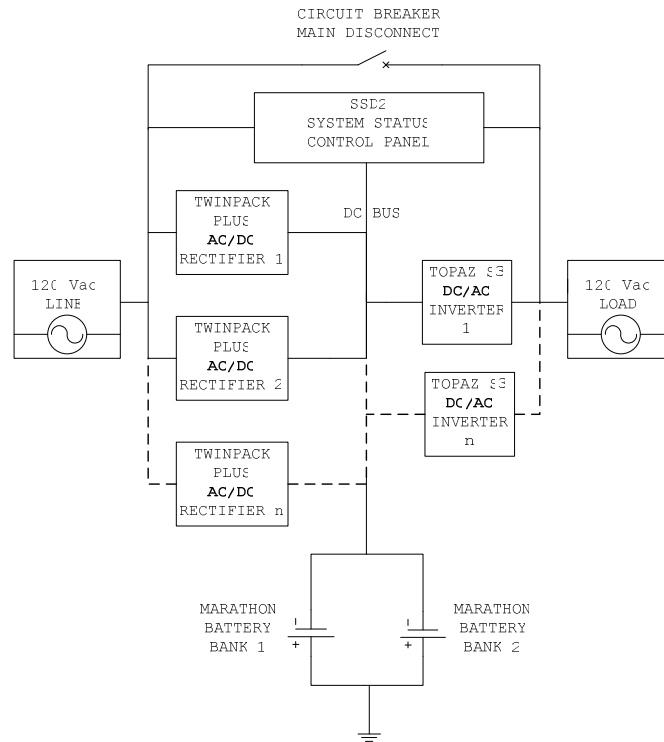 CIRCUIT BREAKER
MAIN DISCONNECT
SSD2
SYSTEM STATUS
CONTROL PANEL
TWINPACK
PLUS
AC/DC
RECTIFIER 1
DC BUS
120 Vac
LINE
TOPAZ S3
DC/AC
INVERTER
1
120 Vac
LOAD
TWINPACK
PLUS
AC/DC
RECTIFIER 2
TOPAZ S3
DC/AC
INVERTER
n
TWINPACK
PLUS
AC/DC
RECTIFIER n
MARATHON
BATTERY
BANK 1
-
+
-
+
MARATHON
BATTERY
BANK 2